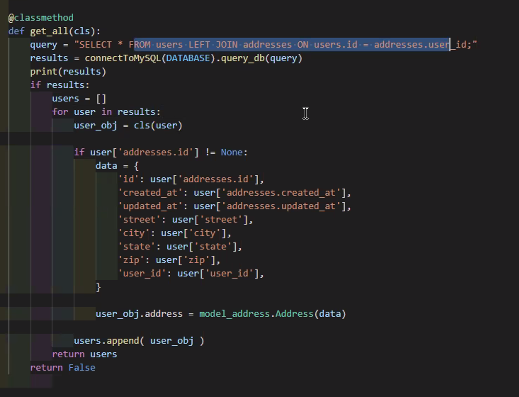 @classmethod
def get_all(cls):
query = "SELECT * FROM users LEFT JOIN addresses ON users.id = addresses.user_id;"
results = connectToMySQL(DATABASE).query_db(query)
print(results)
if results:
users = []
for user in results:
user_obj = cls(user)
if user['addresses.id'] != None:
data = {
'id': user['addresses.id'],
'created_at': user['addresses.created_at'],
'updated_at': user['addresses.updated_at'],
'street': user['street'],
'city': user['city'],
'state': user['state'],
'zip': user['zip'],
'user_id': user['user_id'],
}
user_obj.address = model_address.Address(data)
users.append( user_obj )
return users
return False